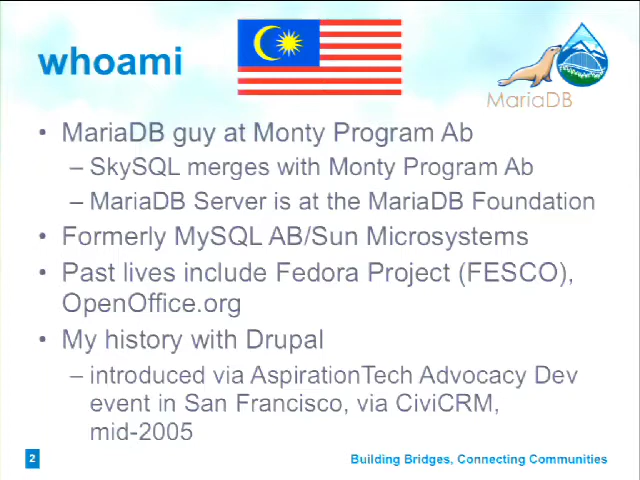 whoami
MariaDB
• MariaDB guy at Monty Program Ab
– SkySQL merges with Monty Program Ab
– MariaDB Server is at the MariaDB Foundation
• Formerly MySQL AB/Sun Microsystems
• Past lives include Fedora Project (FESCO),
OpenOffice.org
• My history with Drupal
– introduced via AspirationTech Advocacy Dev
event in San Francisco, via CiviCRM,
mid-2005
2
Building Bridges, Connecting Communities